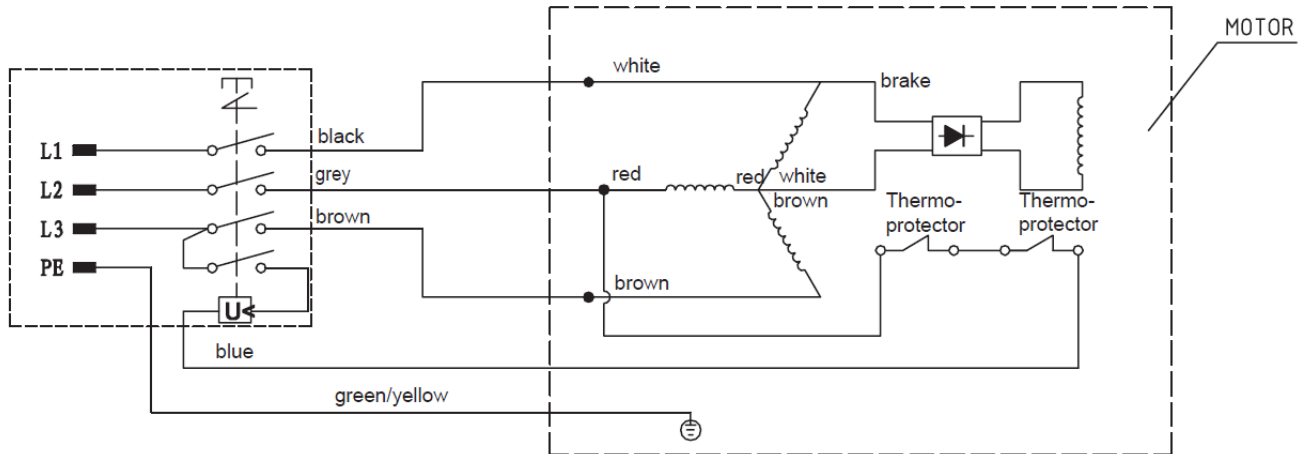 MOTOR
white
brake
L1
black
L2
grey
red
red
white
brown
Thermo-
protector
Thermo-
protector
L3
brown
PE
brown
U<
blue
green/yellow